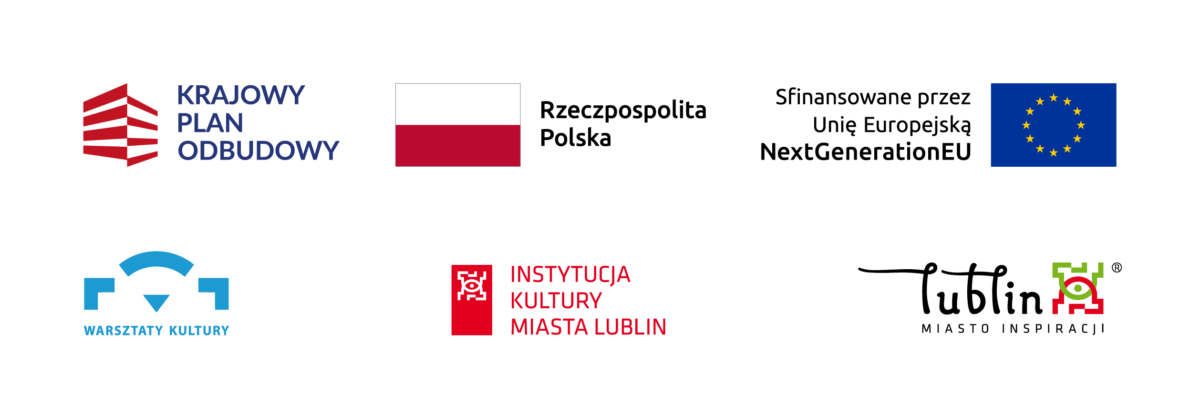 KRAJOWY
PLAN
ODBUDOWY
Rzeczpospolita
Polska
Sfinansowane przez
Unię Europejską
NextGenerationEU
WARSZTATY KULTURY
INSTYTUCJA
KULTURY
MIASTA LUBLIN
lublin ®
MIASTO INSPIRACJI